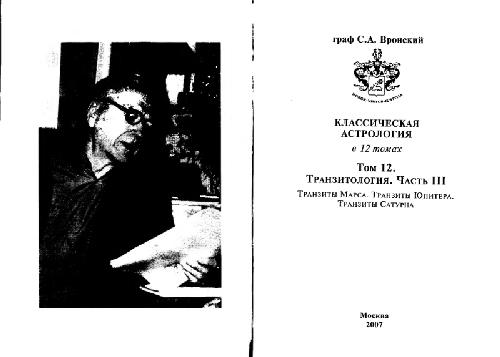 граф С.А. Вронский
КЛАССИЧЕСКАЯ
АСТРОЛОГИЯ
в 12 томах
Том 12.
Транзитология. Часть III
Транзиты Марса. Транзиты Юпитера.
Транзиты Сатурна
Москва
2007